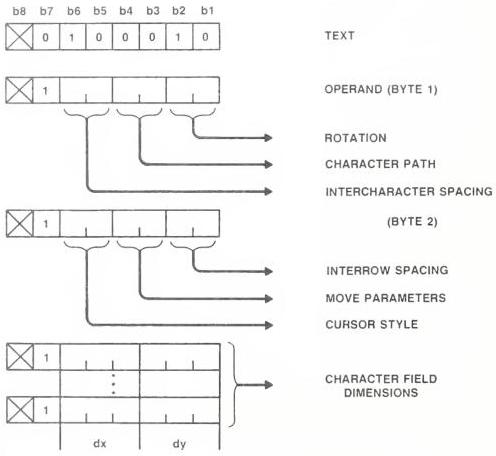 b8 b7 b6 b5 b4 b3 b2 b1
0 1 0 0 0 1 0 TEXT
1 OPERAND (BYTE 1)
ROTATION
CHARACTER PATH
INTERCHARACTER SPACING
1 (BYTE 2)
INTERROW SPACING
MOVE PARAMETERS
CURSOR STYLE
1
CHARACTER FIELD
DIMENSIONS
1
dx dy